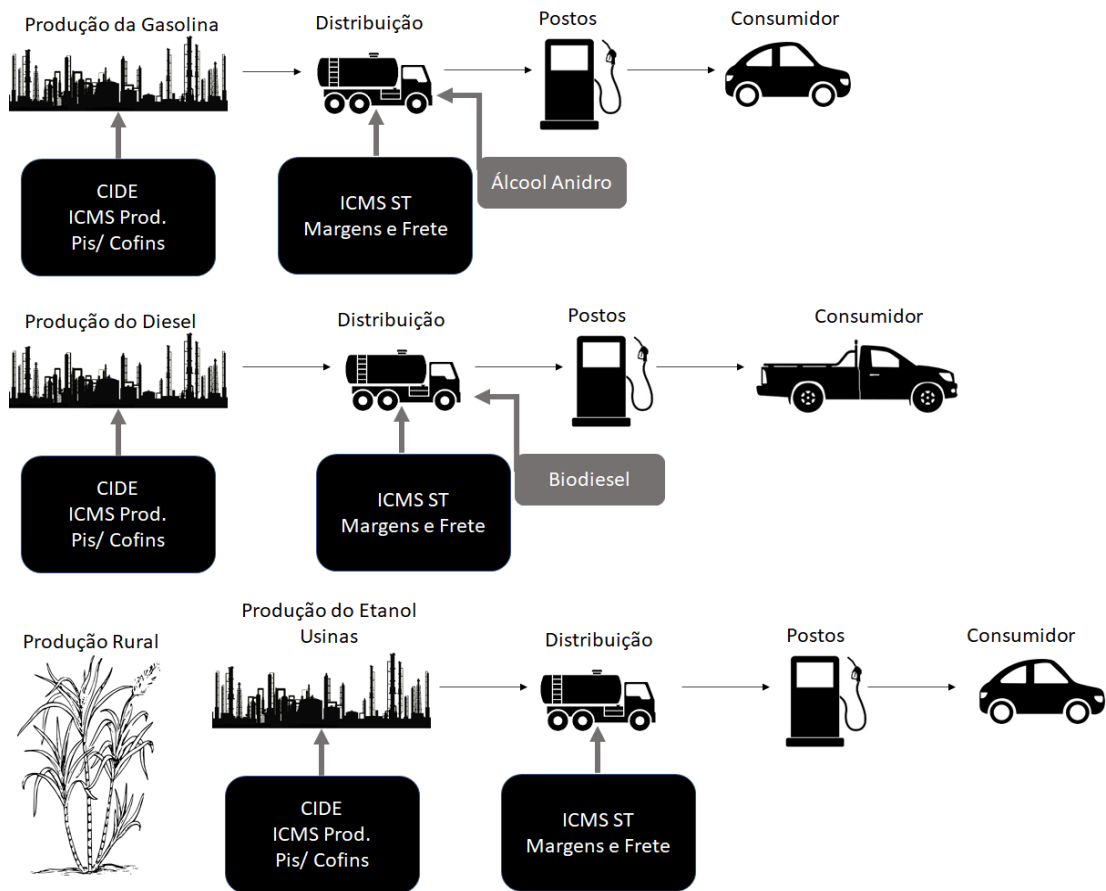 Produção da Gasolina
Distribuição
Postos
Consumidor
CIDE
ICMS Prod.
Pis/ Cofins
ICMS ST
Margens e Frete
Álcool Anidro
Produção do Diesel
Distribuição
Postos
Consumidor
CIDE
ICMS Prod.
Pis/ Cofins
ICMS ST
Margens e Frete
Biodiesel
Produção Rural
Produção do Etanol
Usinas
Distribuição
Postos
Consumidor
CIDE
ICMS Prod.
Pis/ Cofins
ICMS ST
Margens e Frete